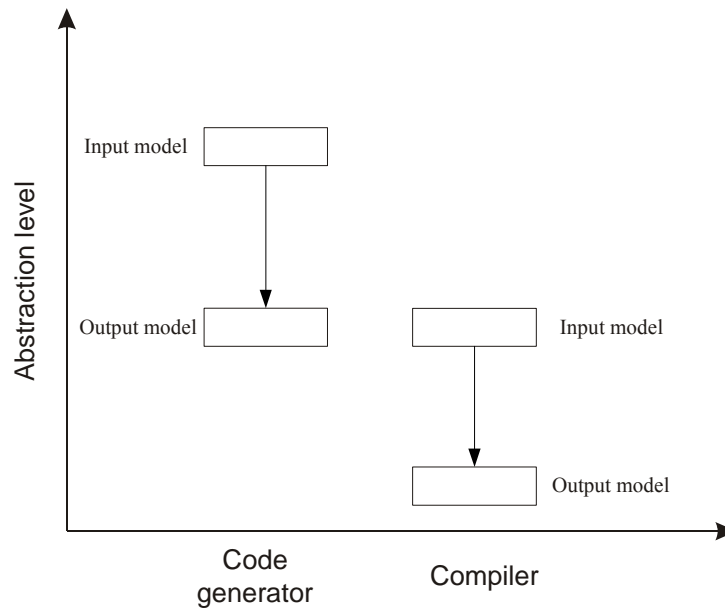 Abstraction level
Input model
Output model
Input model
Output model
Code
generator
Compiler